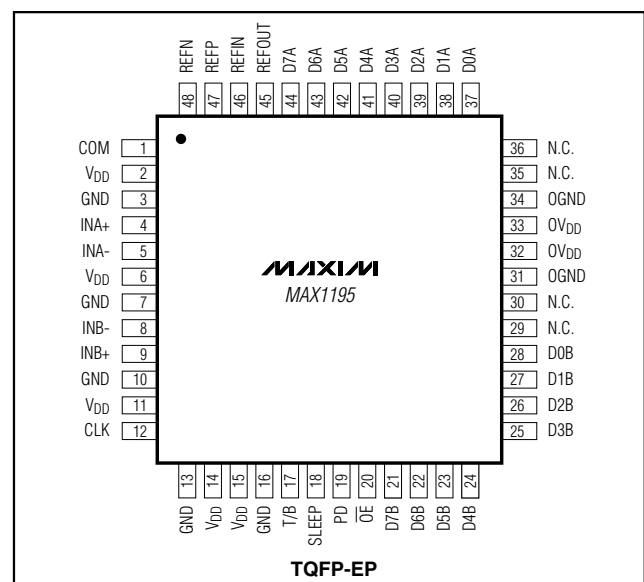 REFN REFP REFIN REFOUT D7A D6A D5A D4A D3A D2A D1A D0A
48 47 46 45 44 43 42 41 40 39 38 37
COM 1
VDD 2
GND 3
INA+ 4
INA- 5
VDD 6
GND 7
INB- 8
INB+ 9
GND 10
VDD 11
CLK 12
MAXIM
MAX1195
36 N.C.
35 N.C.
34 OGND
33 OVDD
32 OVDD
31 OGND
30 N.C.
29 N.C.
28 D0B
27 D1B
26 D2B
25 D3B
13 14 15 16 17 18 19 20 21 22 23 24
GND VDD VDD GND T/B SLEEP PD O̅E̅ D7B D6B D5B D4B
TQFP-EP